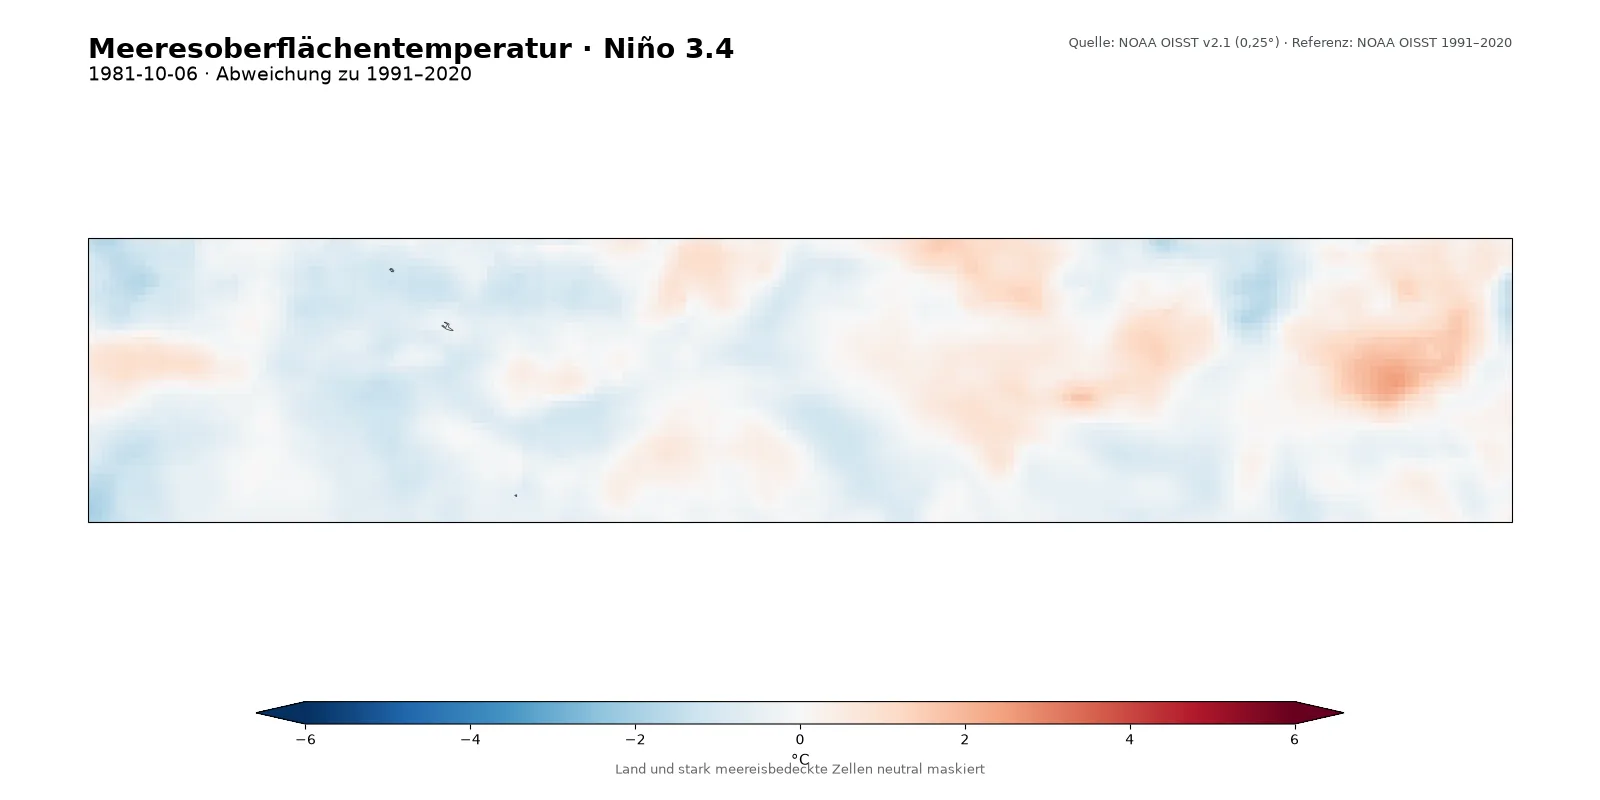 Meeresoberflächentemperatur · Niño 3.4
Quelle: NOAA OISST v2.1 (0,25°) · Referenz: NOAA OISST 1991–2020
1981-10-06 · Abweichung zu 1991–2020
−6 −4 −2 0 2 4 6
°C
Land und stark meereisbedeckte Zellen neutral maskiert